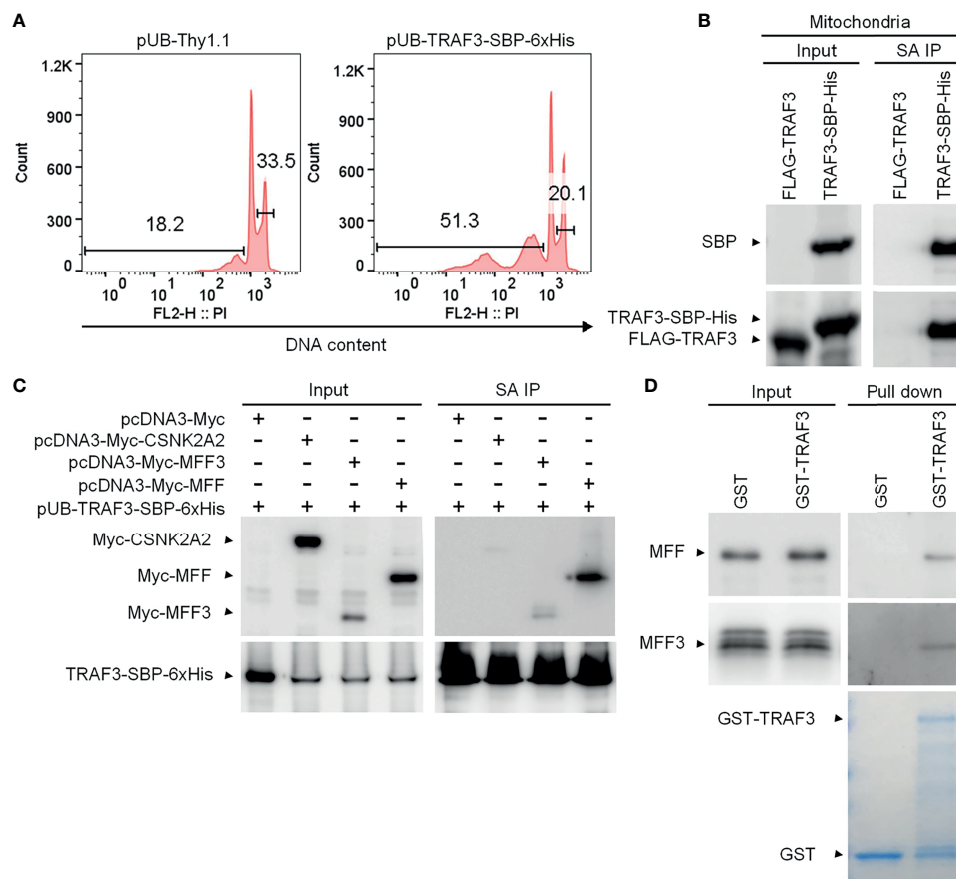 A
pUB-Thy1.1
pUB-TRAF3-SBP-6xHis
1.2K
900
600
300
0
Count
18.2
33.5
10^0
10^1
10^2
10^3
FL2-H :: PI
1.2K
900
600
300
0
Count
51.3
20.1
10^0
10^1
10^2
10^3
FL2-H :: PI
DNA content
B
Mitochondria
Input
SA IP
FLAG-TRAF3
TRAF3-SBP-His
FLAG-TRAF3
TRAF3-SBP-His
SBP
TRAF3-SBP-His
FLAG-TRAF3
C
Input
SA IP
pcDNA3-Myc + - - - + - - -
pcDNA3-Myc-CSNK2A2 - + - - - + - -
pcDNA3-Myc-MFF3 - - + - - - + -
pcDNA3-Myc-MFF - - - + - - - +
pUB-TRAF3-SBP-6xHis + + + + + + + +
Myc-CSNK2A2
Myc-MFF
Myc-MFF3
TRAF3-SBP-6xHis
D
Input
Pull down
GST
GST-TRAF3
GST
GST-TRAF3
MFF
MFF3
GST-TRAF3
GST